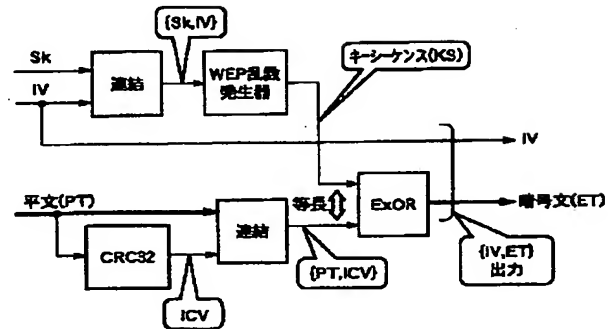 {Sk,IV}
Sk
IV
連結
WEP乱数
発生器
キーシーケンス(KS)
IV
平文(PT)
CRC32
連結
等長
ExOR
暗号文(ET)
{PT,ICV}
{IV,ET}
出力
ICV